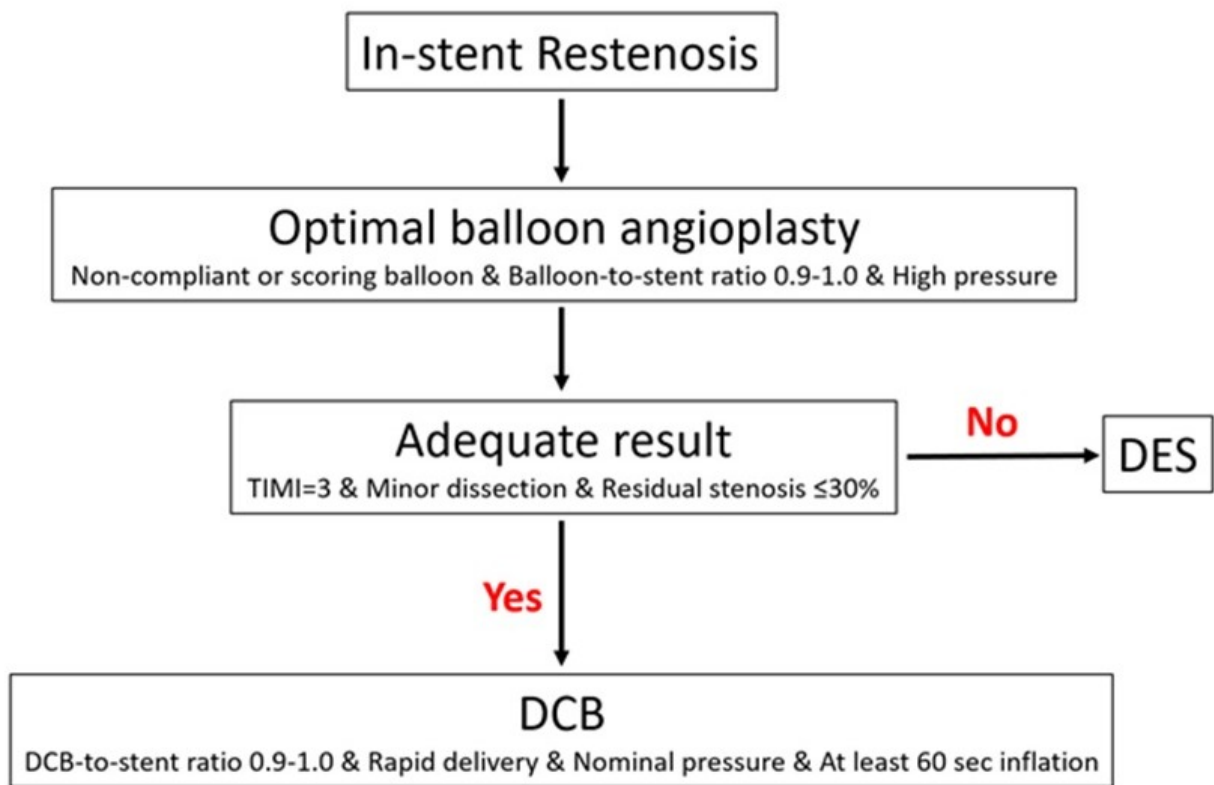 In-stent Restenosis
Optimal balloon angioplasty
Non-compliant or scoring balloon & Balloon-to-stent ratio 0.9-1.0 & High pressure
Adequate result
TIMI=3 & Minor dissection & Residual stenosis ≤30%
No
DES
Yes
DCB
DCB-to-stent ratio 0.9-1.0 & Rapid delivery & Nominal pressure & At least 60 sec inflation